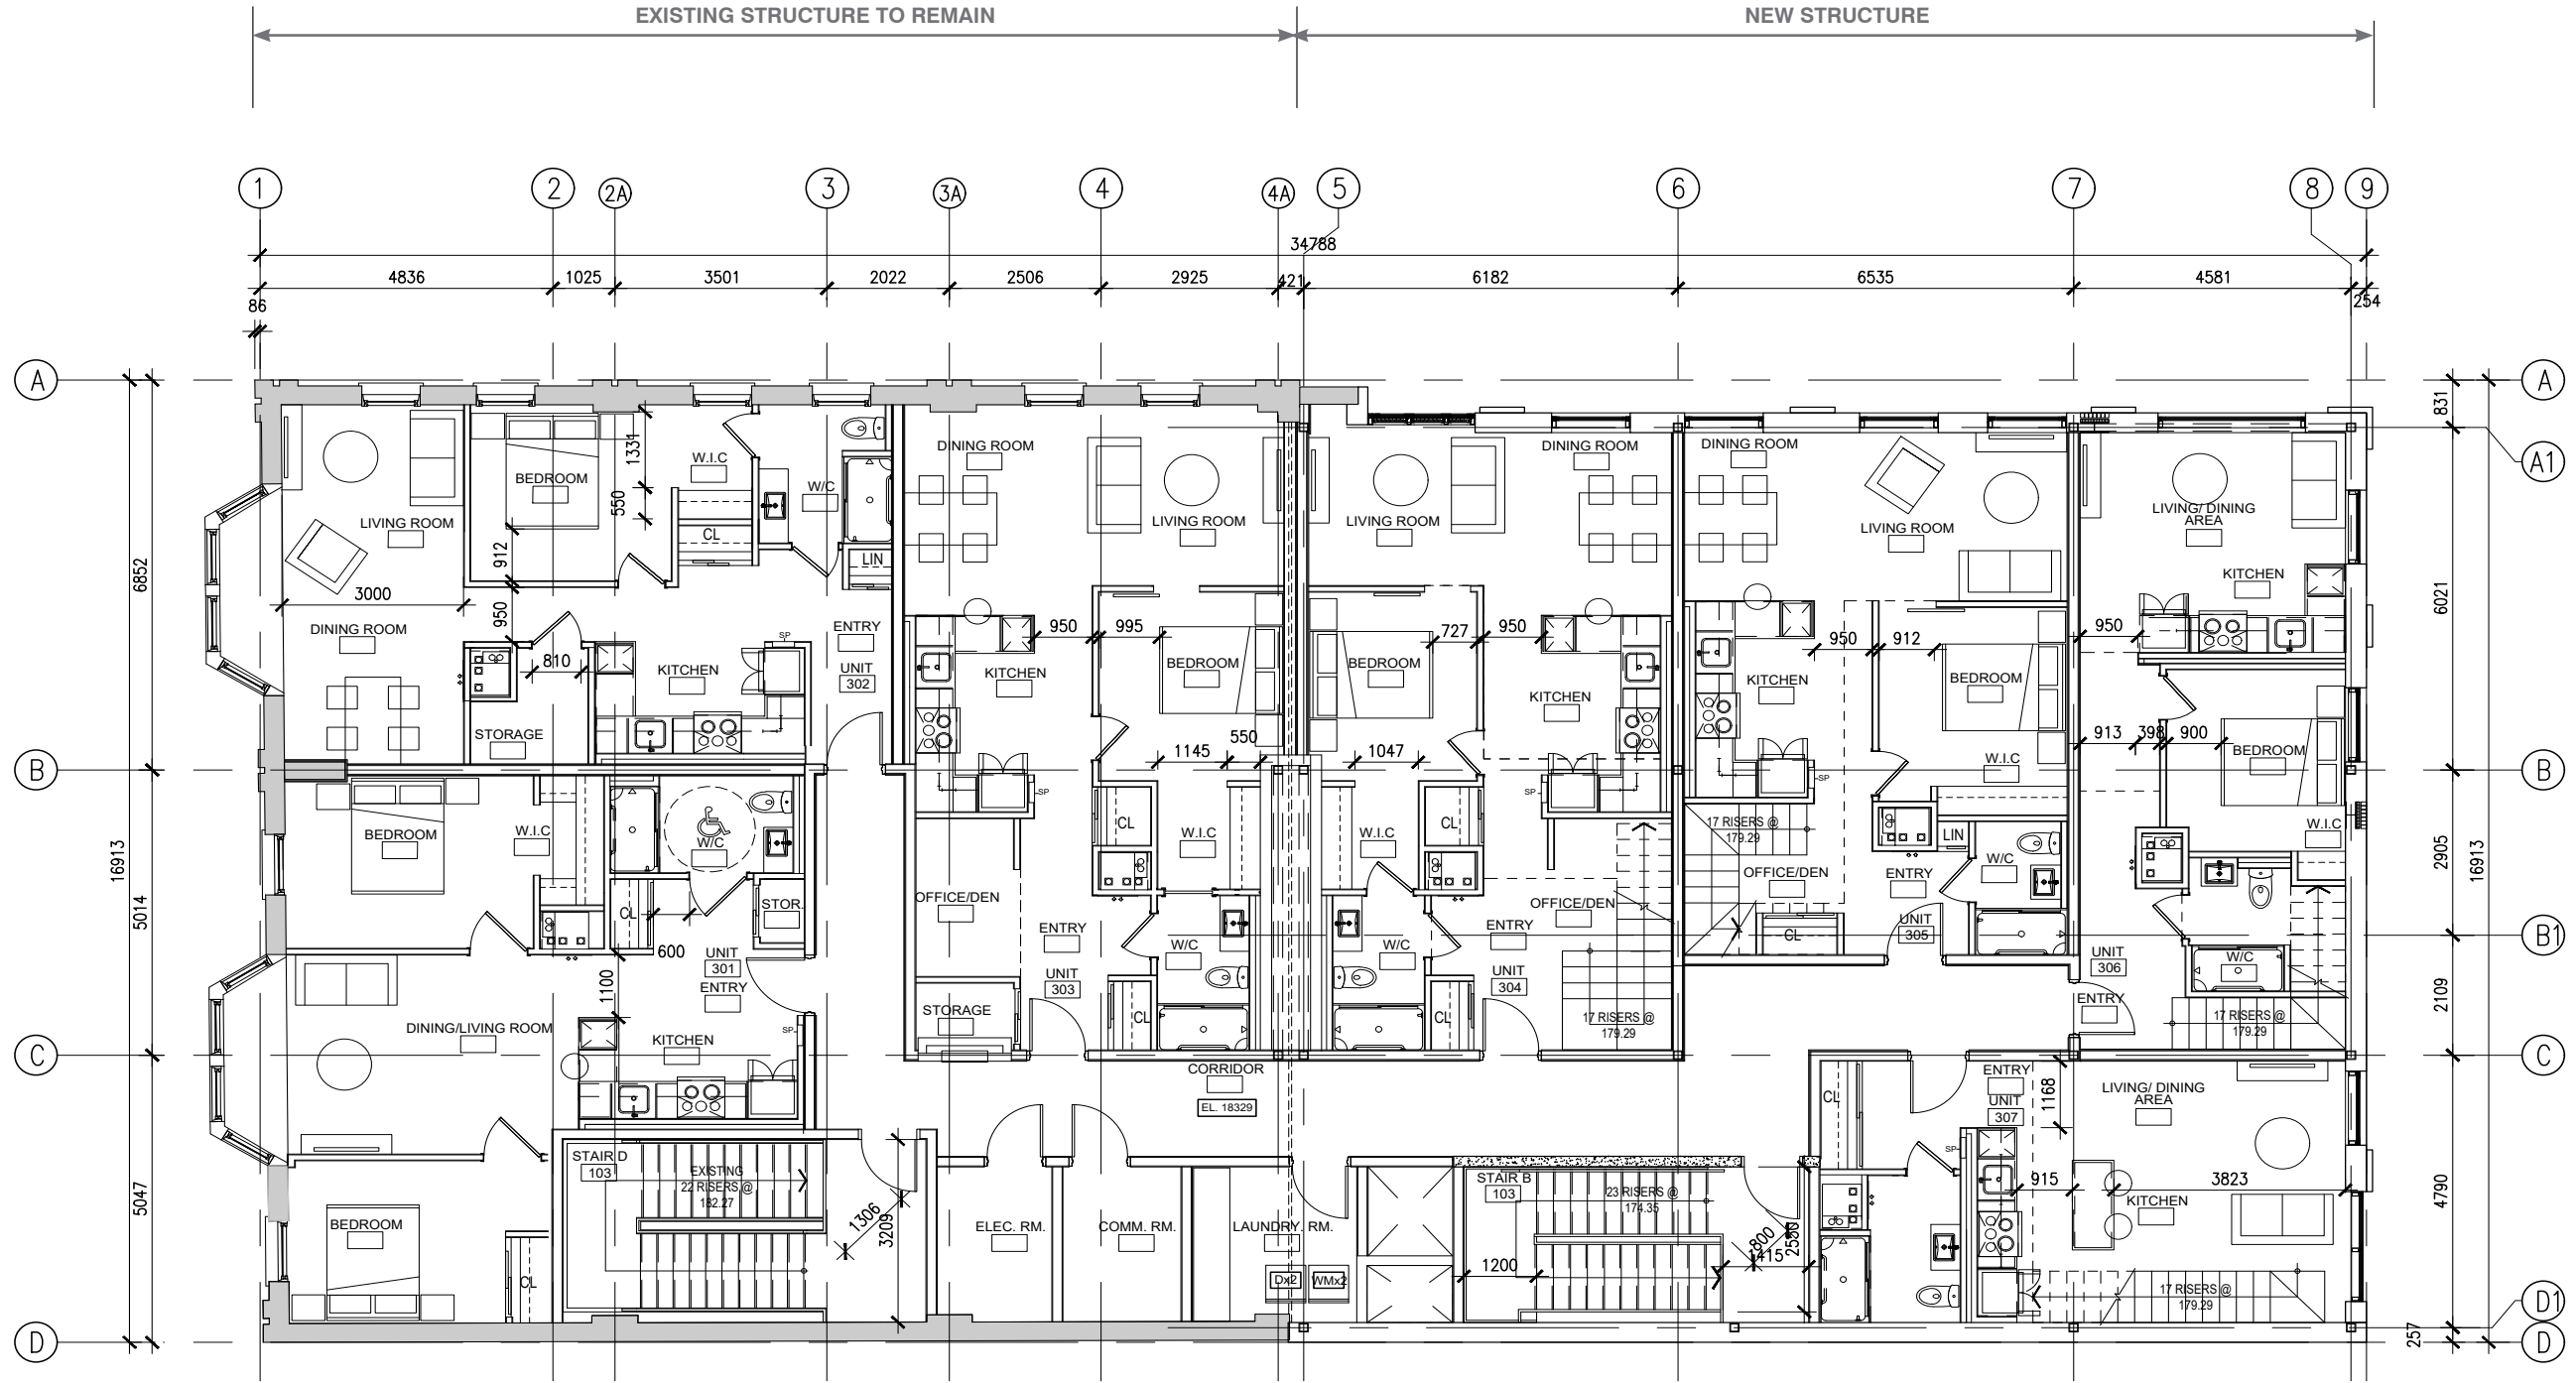 EXISTING STRUCTURE TO REMAIN
NEW STRUCTURE
1 2 2A 3 3A 4 4A 5 6 7 8 9
34788
4836 1025 3501 2022 2506 2925 421 6182 6535 4581
86
254
A
A
831
A1
DINING ROOM
DINING ROOM
DINING ROOM
1331
W.I.C
BEDROOM
W/C
550
LIVING ROOM
LIVING ROOM
LIVING ROOM
LIVING ROOM
LIVING/ DINING
AREA
CL
912
LIN
KITCHEN
6852
3000
950
6021
DINING ROOM
ENTRY
950
995
727
950
950
912
950
SP
810
KITCHEN
UNIT
302
BEDROOM
BEDROOM
KITCHEN
KITCHEN
KITCHEN
BEDROOM
STORAGE
550
1145
1047
913
398
900
BEDROOM
W.I.C
B
B
SP
SP
SP
BEDROOM
W.I.C
W/C
CL
W.I.C
W.I.C
CL
17 RISERS @
179.29
LIN
W.I.C
16913
5014
OFFICE/DEN
W/C
2905
16913
CL
STOR.
OFFICE/DEN
OFFICE/DEN
ENTRY
600
ENTRY
ENTRY
CL
UNIT
305
B1
UNIT
301
W/C
W/C
UNIT
306
W/C
ENTRY
UNIT
303
UNIT
304
1100
STORAGE
CL
CL
17 RISERS @
179.29
ENTRY
17 RISERS @
179.29
2109
DINING/LIVING ROOM
SP
KITCHEN
C
C
CORRIDOR
EL. 18329
CL
ENTRY
UNIT
307
1168
LIVING/ DINING
AREA
STAIR D
103
EXISTING
22 RISERS @
182.27
SP
STAIR B
103
23 RISERS @
174.35
915
3823
KITCHEN
5047
4790
1306
3209
BEDROOM
ELEC. RM.
COMM. RM.
LAUNDRY. RM.
800
2550
1415
1200
CL
Dx2
WMx2
17 RISERS @
179.29
D1
257
D
D